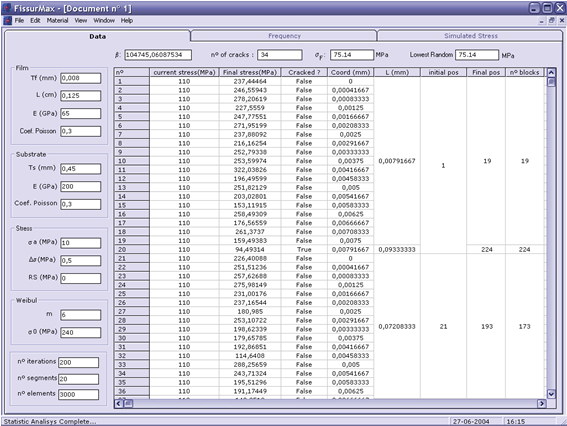 FissurMax - [Document nº 1]
File Edit Material View Window Help
Data Frequency Simulated Stress
β: 104745,06087534 nº of cracks : 34 σf: 75.14 MPa Lowest Random 75.14 MPa
Film
Tf (mm) 0,008
L (cm) 0,125
E (GPa) 65
Coef. Poisson 0,3
Substrate
Ts (mm) 0,45
E (GPa) 200
Coef. Poisson 0,3
Stress
σa (MPa) 10
Δσ(MPa) 0,5
RS (MPa) 0
Weibul
m 6
σ0 (MPa) 240
nº iterations 200
nº segments 20
nº elements 3000
nº current stress(MPa) Final stress(MPa) Cracked ? Coord (mm) L (mm) initial pos Final pos nº blocks
1 110 237,44464 False 0
2 110 246,55943 False 0,00041667
3 110 278,20619 False 0,00083333
4 110 227,5559 False 0,00125
5 110 247,77551 False 0,00166667
6 110 271,95199 False 0,00208333
7 110 237,88092 False 0,0025
8 110 216,16254 False 0,00291667
9 110 252,79338 False 0,00333333
10 110 253,59974 False 0,00375 0,00791667 1 19 19
11 110 322,03826 False 0,00416667
12 110 196,49599 False 0,00458333
13 110 251,82129 False 0,005
14 110 203,02801 False 0,00541667
15 110 153,11915 False 0,00583333
16 110 258,49309 False 0,00625
17 110 176,56559 False 0,00666667
18 110 261,3737 False 0,00708333
19 110 159,49383 False 0,0075
20 110 94,49314 True 0,00791667 0,09333333 224 224
21 110 226,40088 False 0
22 110 251,51236 False 0,00041667
23 110 257,62688 False 0,00083333
24 110 275,98149 False 0,00125
25 110 231,00176 False 0,00166667
26 110 237,16544 False 0,00208333
27 110 180,985 False 0,0025
28 110 253,10722 False 0,00291667
29 110 198,62339 False 0,00333333 0,07208333 21 193 173
30 110 179,65785 False 0,00375
31 110 192,86851 False 0,00416667
32 110 114,6408 False 0,00458333
33 110 288,25659 False 0,005
34 110 243,71324 False 0,00541667
35 110 195,51296 False 0,00583333
36 110 191,17449 False 0,00625
Statistic Analisys Complete... 27-06-2004 16:15